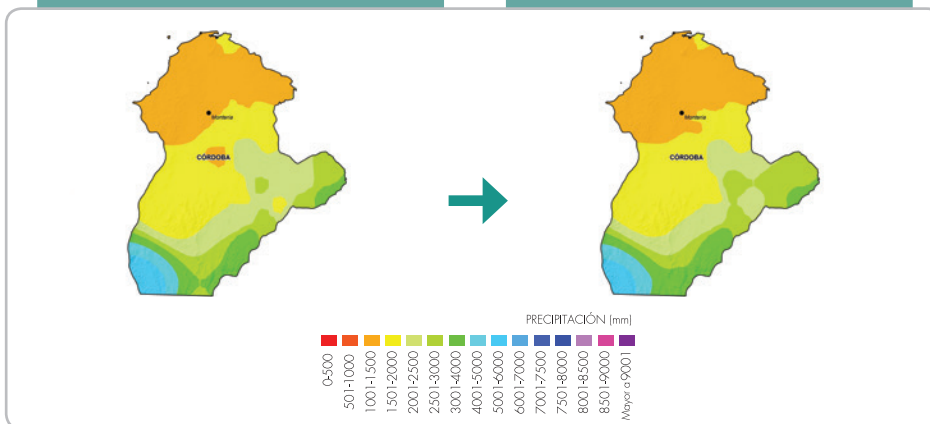 Montería
CÓRDOBA
Montería
CÓRDOBA
PRECIPITACIÓN (mm)
0-500
501-1000
1001-1500
1501-2000
2001-2500
2501-3000
3001-4000
4001-5000
5001-6000
6001-7000
7001-7500
7501-8000
8001-8500
8501-9000
Mayor a 9001